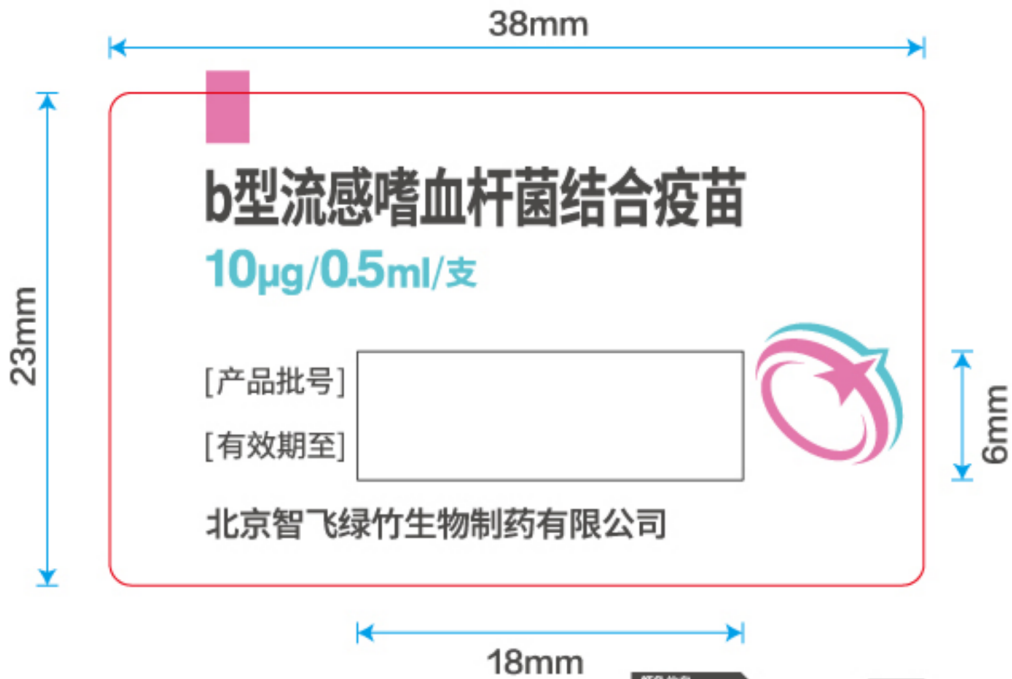 38mm
23mm
b型流感嗜血杆菌结合疫苗
10μg/0.5ml/支
[产品批号]
[有效期至]
6mm
北京智飞绿竹生物制药有限公司
18mm